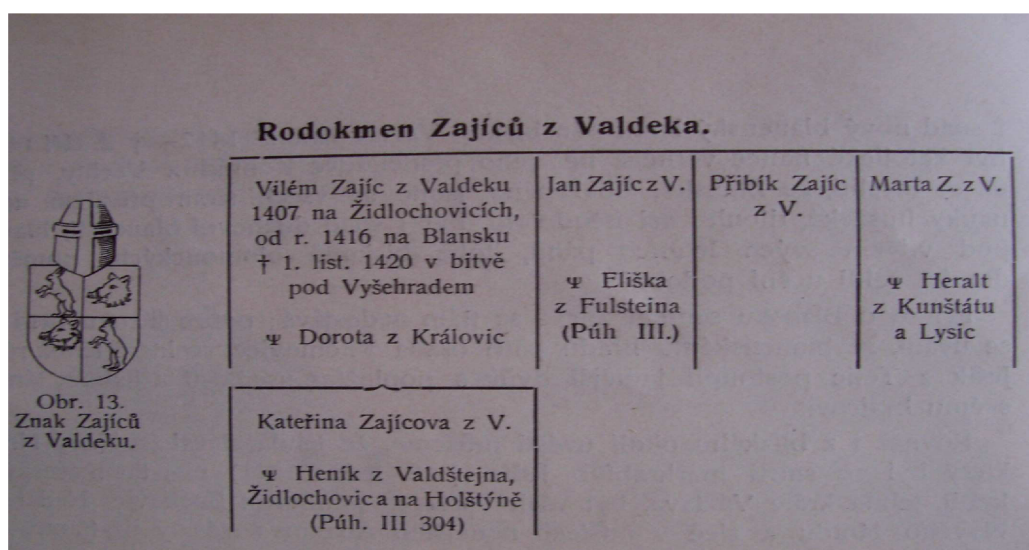 Rodokmen Zajíců z Valdeka.
Vilém Zajíc z Valdeku
1407 na Židlochovicích,
od r. 1416 na Blansku
† 1. list. 1420 v bitvě
pod Vyšehradem
Ψ Dorota z Královic
Jan Zajíc z V.
Ψ Eliška
z Fulsteina
(Púh III.)
Přibík Zajíc
z V.
Marta Z. z V.
Ψ Heralt
z Kunštátu
a Lysic
Obr. 13.
Znak Zajíců
z Valdeku.
Kateřina Zajícova z V.
Ψ Heník z Valdštejna,
Židlochovic a na Holštýně
(Púh. III 304)